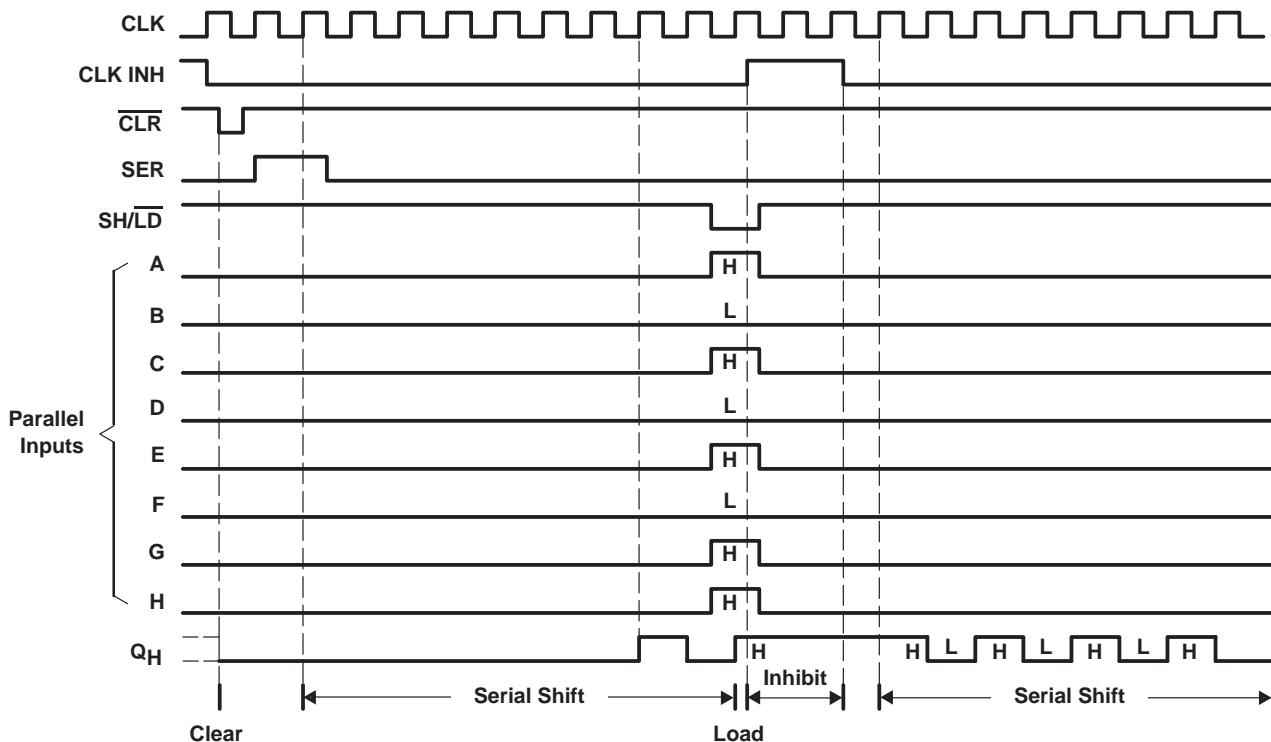 CLK
CLK INH
CLR
SER
SH/LD
A
H
B
L
C
H
D
L
Parallel
Inputs
E
H
F
L
G
H
H
H
QH
H
H
L
H
L
H
L
H
Inhibit
Serial Shift
Serial Shift
Clear
Load